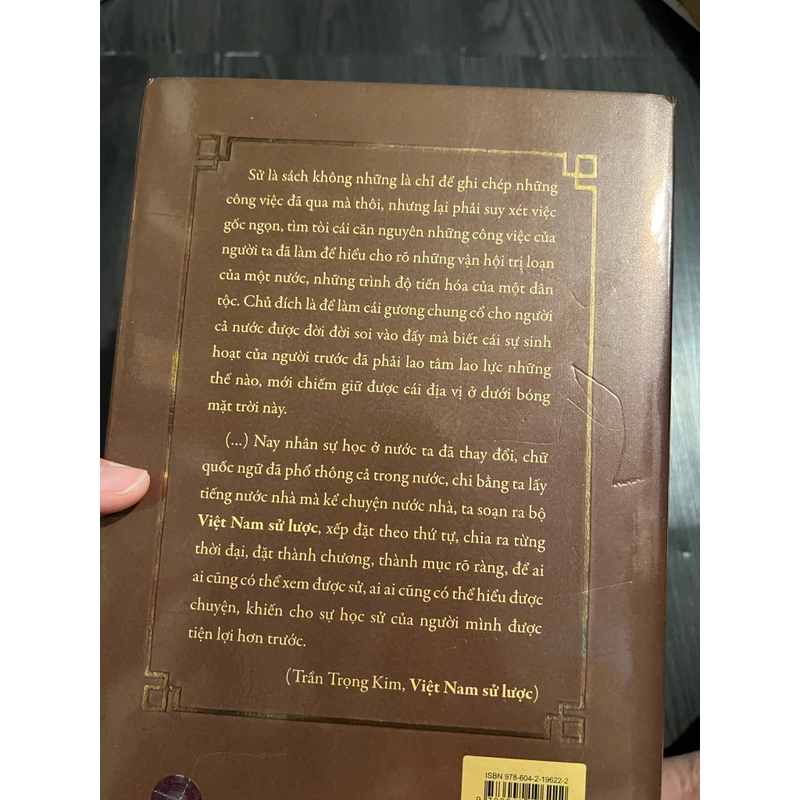 Sử là sách không những là chỉ để ghi chép những
công việc đã qua mà thôi, nhưng lại phải suy xét việc
gốc ngọn, tìm tòi cái căn nguyên những công việc của
người ta đã làm để hiểu cho rõ những vận hội trị loạn
của một nước, những trình độ tiến hóa của một dân
tộc. Chủ đích là để làm cái gương chung cổ cho người
cả nước được đời đời soi vào đấy mà biết cái sự sinh
hoạt của người trước đã phải lao tâm lao lực những
thế nào, mới chiếm giữ được cái địa vị ở dưới bóng
mặt trời này.
(...) Nay nhân sự học ở nước ta đã thay đổi, chữ
quốc ngữ đã phổ thông cả trong nước, chi bằng ta lấy
tiếng nước nhà mà kể chuyện nước nhà, ta soạn ra bộ
Việt Nam sử lược, xếp đặt theo thứ tự, chia ra từng
thời đại, đặt thành chương, thành mục rõ ràng, để ai
ai cũng có thể xem được sử, ai ai cũng có thể hiểu được
chuyện, khiến cho sự học sử của người mình được
tiện lợi hơn trước.
(Trần Trọng Kim, Việt Nam sử lược)
ISBN 978-604-2-19622-2